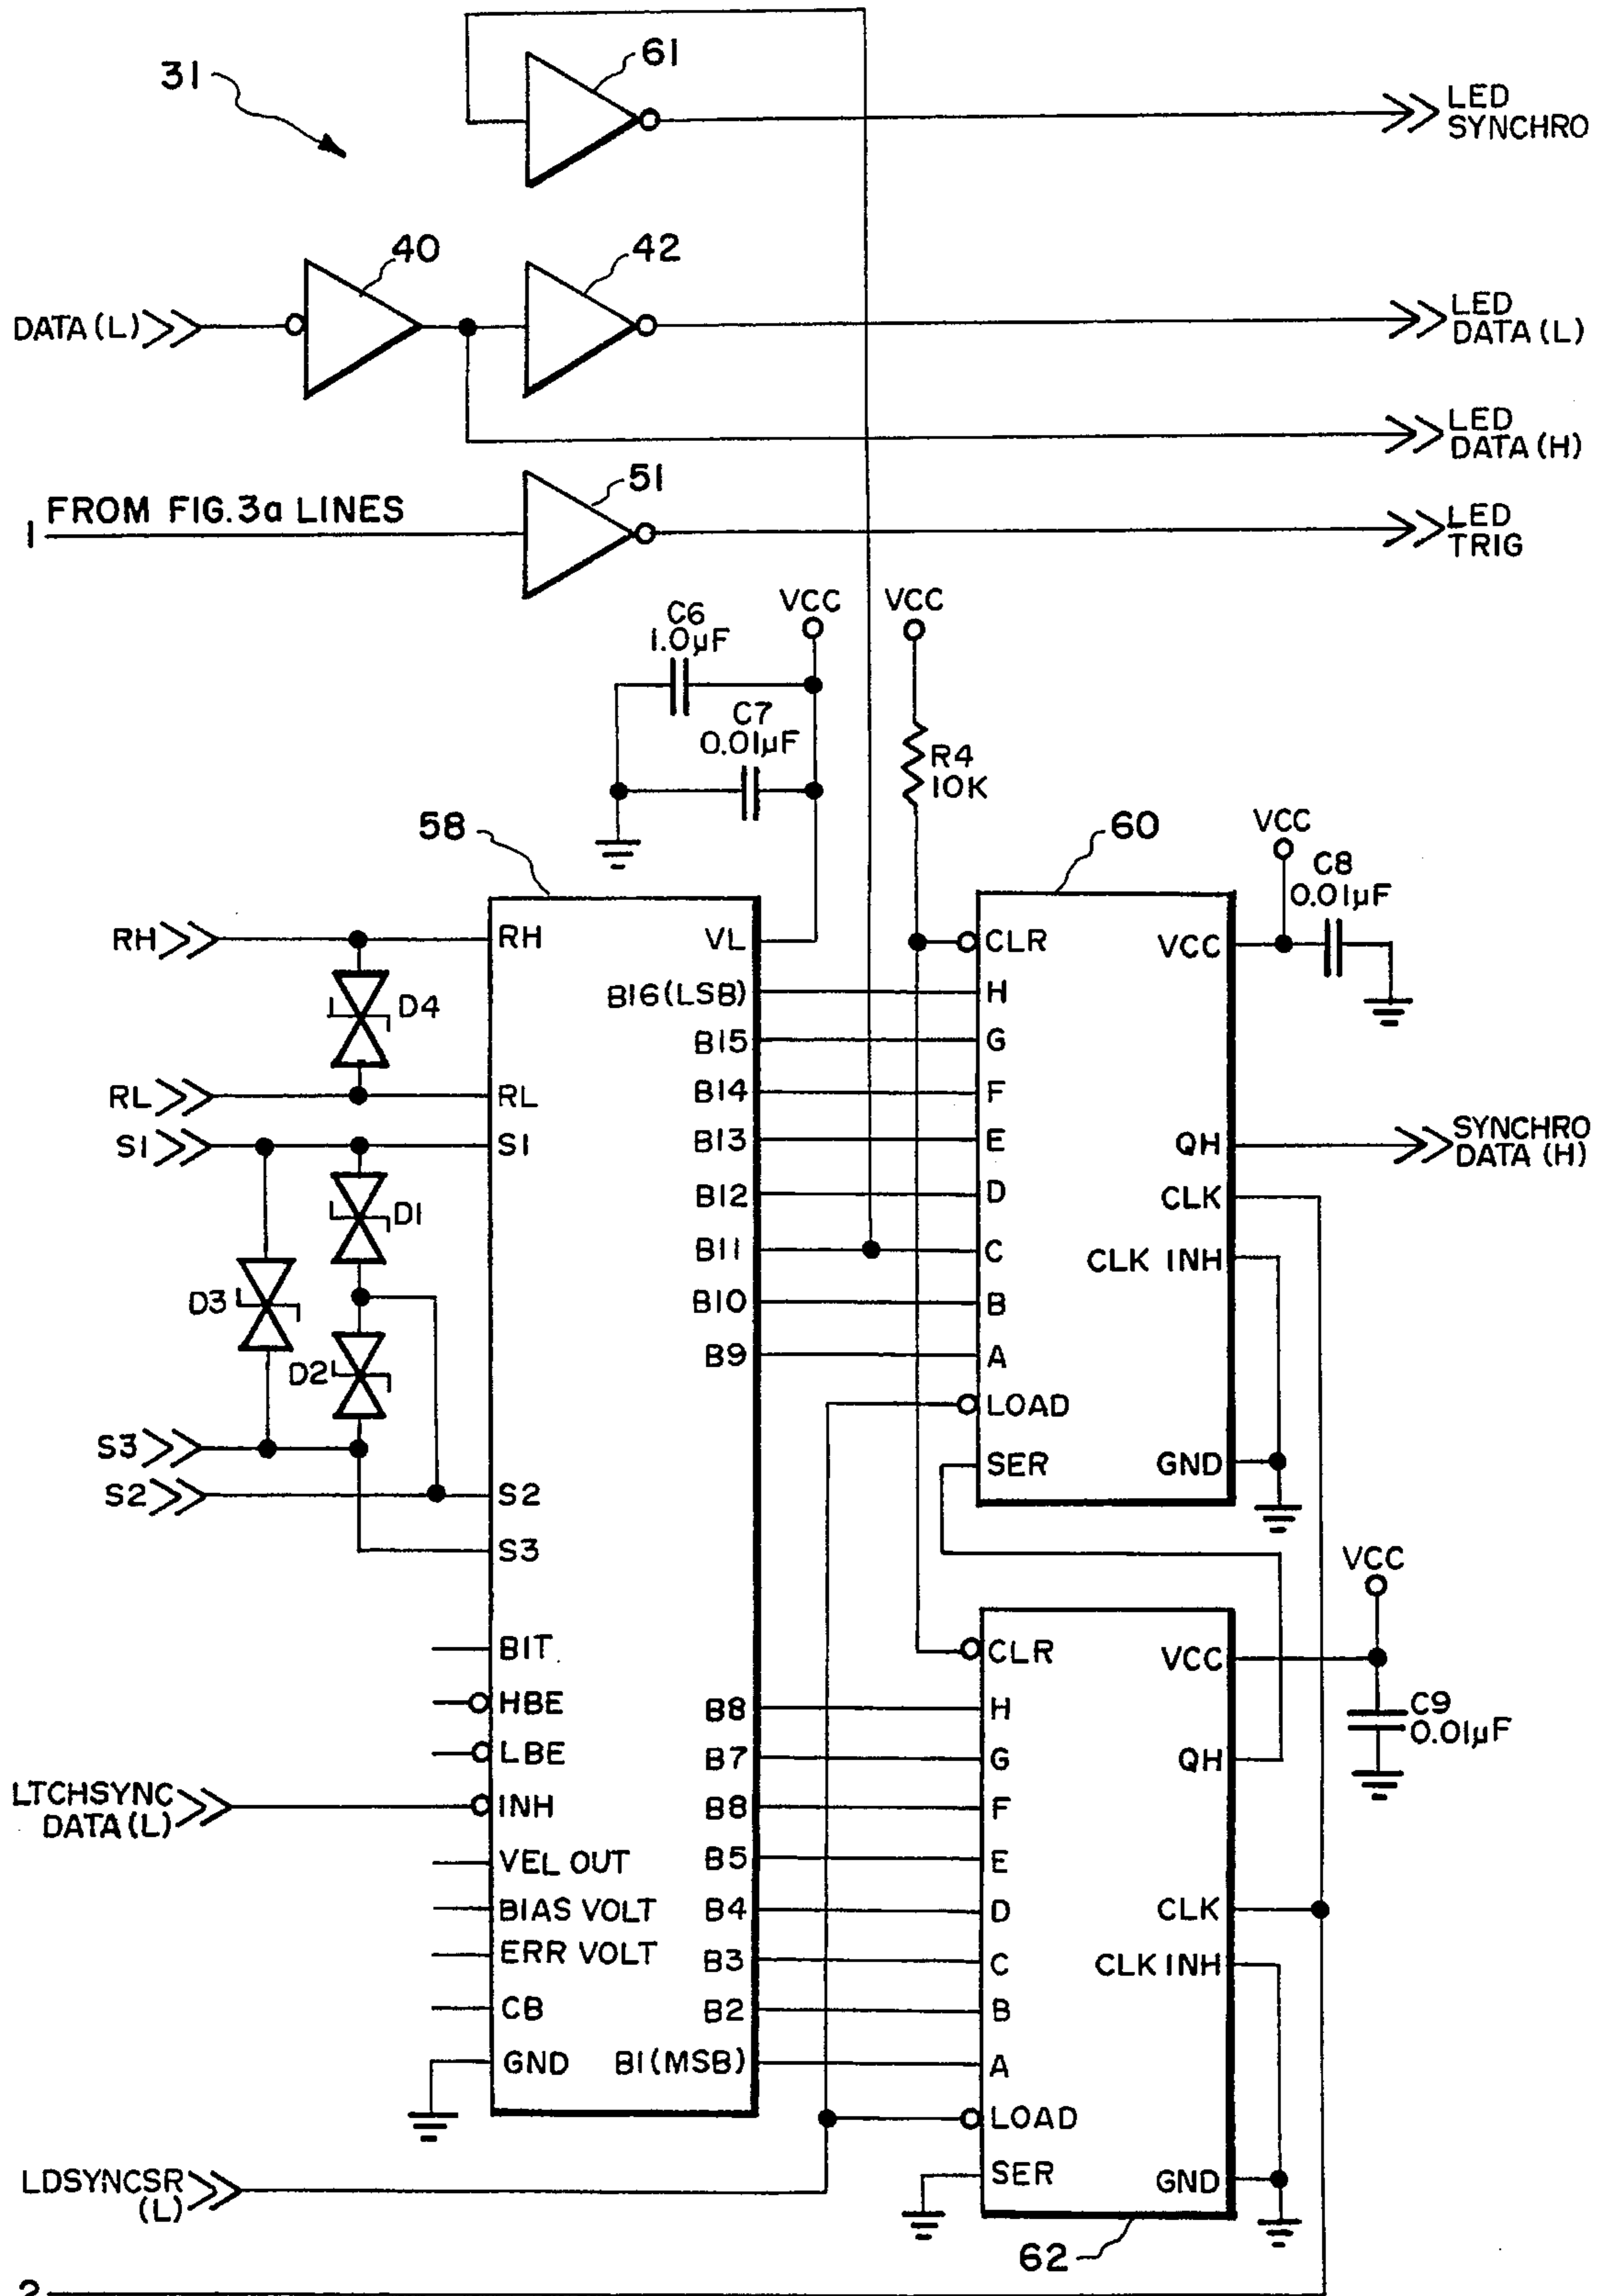 31
61
LED
SYNCHRO
40
42
DATA (L)
LED
DATA (L)
LED
DATA (H)
51
1 FROM FIG.3a LINES
LED
TRIG
C6
1.0µF
VCC
VCC
C7
0.01µF
R4
10K
58
60
VCC
C8
0.01µF
RH
RH
VL
CLR
VCC
D4
B16 (LSB)
H
B15
G
RL
RL
B14
F
S1
S1
B13
E
QH
SYNCHRO
DATA (H)
B12
D
CLK
D1
B11
C
CLK INH
D3
B10
B
D2
B9
A
LOAD
S3
SER
GND
S2
S2
S3
VCC
BIT
CLR
VCC
HBE
B8
H
C9
0.01µF
LBE
B7
G
QH
LTCHSYNC
DATA (L)
INH
B8
F
VEL OUT
B5
E
BIAS VOLT
B4
D
CLK
ERR VOLT
B3
C
CLK INH
CB
B2
B
GND
B1 (MSB)
A
LOAD
LDSYNCSR
(L)
SER
GND
62
2